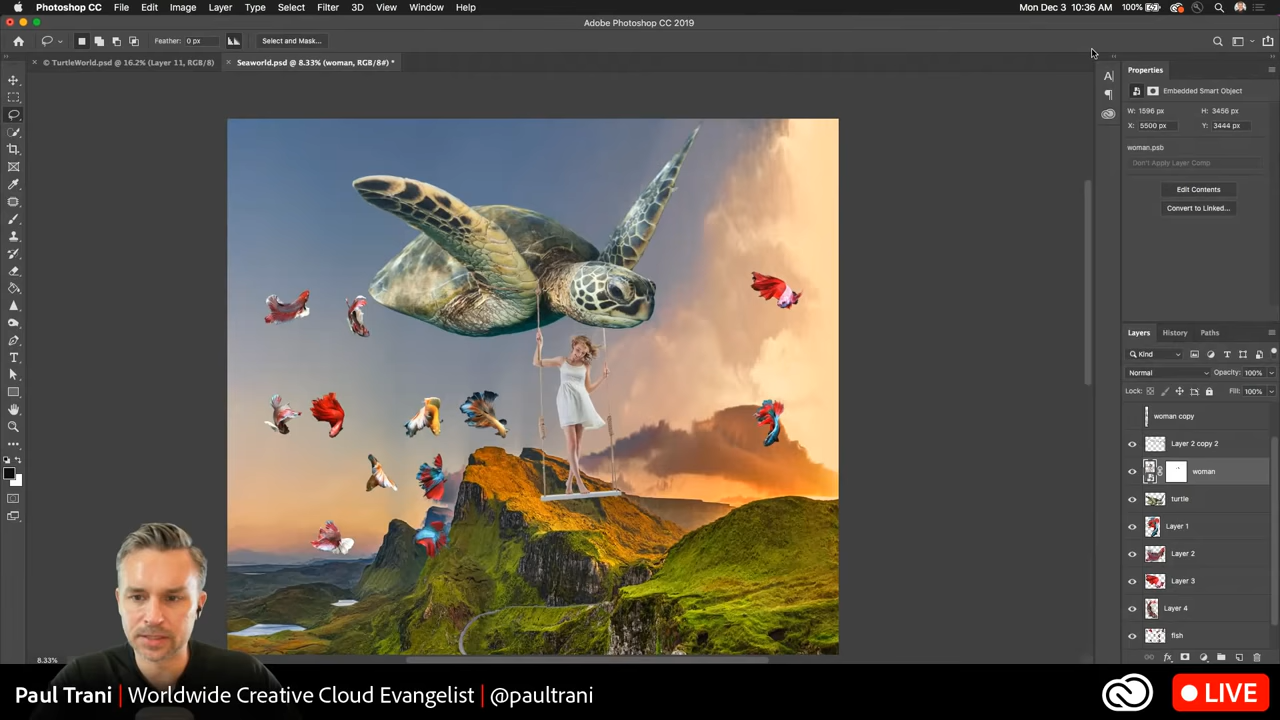 Photoshop CC File Edit Image Layer Type Select Filter 3D View Window Help Mon Dec 3 10:36 AM 100%
Adobe Photoshop CC 2019
Feather: 0 px Select and Mask...
© TurtleWorld.psd @ 16.2% (Layer 11, RGB/8) Seaworld.psd @ 8.33% (woman, RGB/8#) *
Properties
Embedded Smart Object
W: 1596 px H: 3456 px
X: 5500 px Y: 3444 px
woman.psb
Don't Apply Layer Comp
Edit Contents
Convert to Linked...
Layers History Paths
Kind
Normal Opacity: 100%
Lock: Fill: 100%
woman copy
Layer 2 copy 2
woman
turtle
Layer 1
Layer 2
Layer 3
Layer 4
fish
8.33%
Paul Trani | Worldwide Creative Cloud Evangelist | @paultrani
LIVE